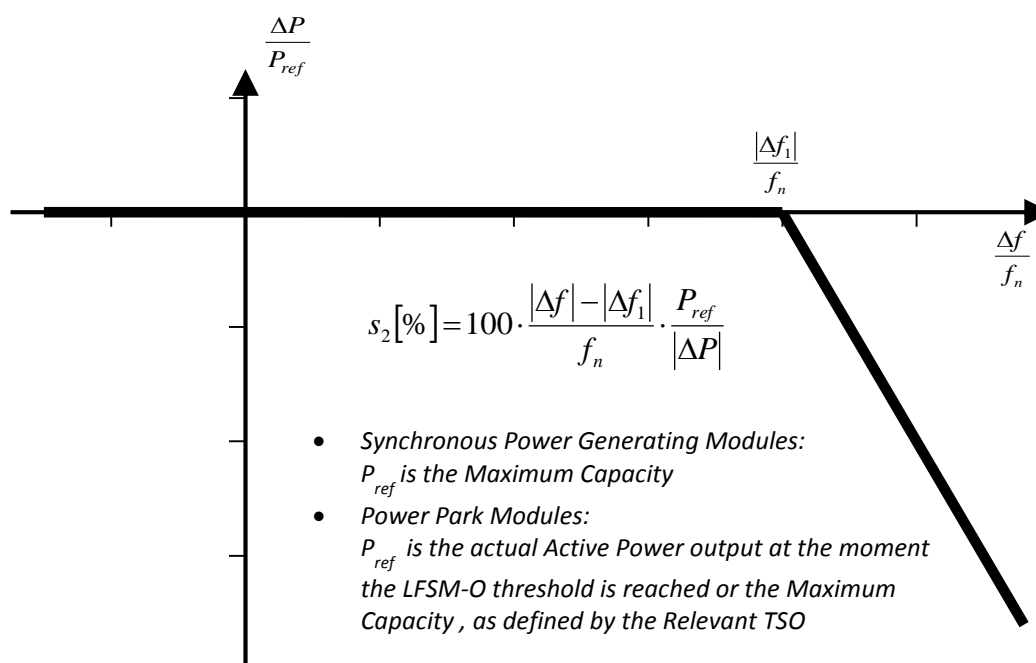 ΔP
P_ref
|Δf₁|
f_n
Δf
f_n
s₂[%] = 100 · (|Δf| − |Δf₁|) / f_n · P_ref / |ΔP|
• Synchronous Power Generating Modules:
P_ref is the Maximum Capacity
• Power Park Modules:
P_ref is the actual Active Power output at the moment
the LFSM-O threshold is reached or the Maximum
Capacity , as defined by the Relevant TSO